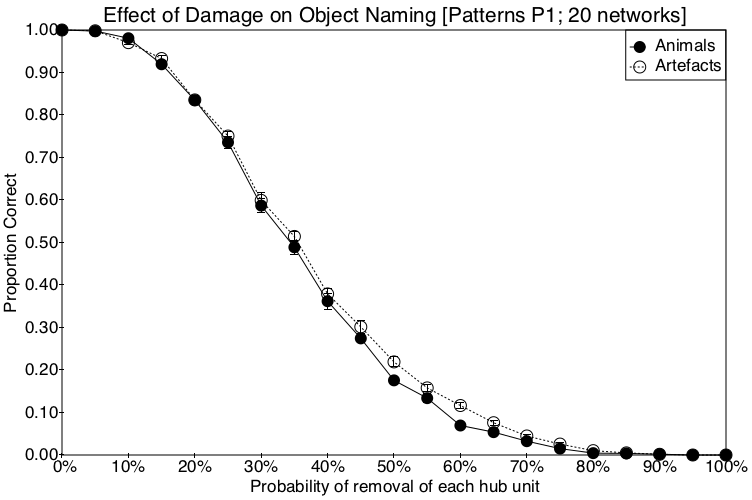 Effect of Damage on Object Naming [Patterns P1; 20 networks]
Animals
Artefacts
Proportion Correct
1.00
0.90
0.80
0.70
0.60
0.50
0.40
0.30
0.20
0.10
0.00
0% 10% 20% 30% 40% 50% 60% 70% 80% 90% 100%
Probability of removal of each hub unit